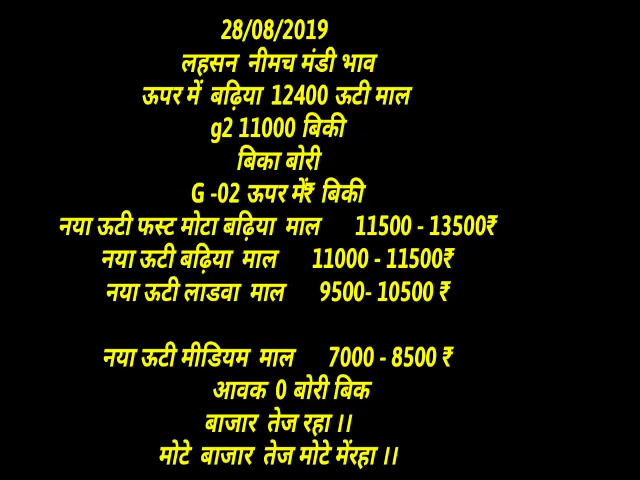 28/08/2019
लहसन नीमच मंडी भाव
ऊपर में बढ़िया 12400 ऊटी माल
g2 11000 बिकी
बिका बोरी
G -02 ऊपर में₹ बिकी
नया ऊटी फस्ट मोटा बढ़िया माल 11500 - 13500₹
नया ऊटी बढ़िया माल 11000 - 11500₹
नया ऊटी लाडवा माल 9500- 10500 ₹
नया ऊटी मीडियम माल 7000 - 8500 ₹
आवक 0 बोरी बिक
बाजार तेज रहा ।।
मोटे बाजार तेज मोटे मेंरहा ।।